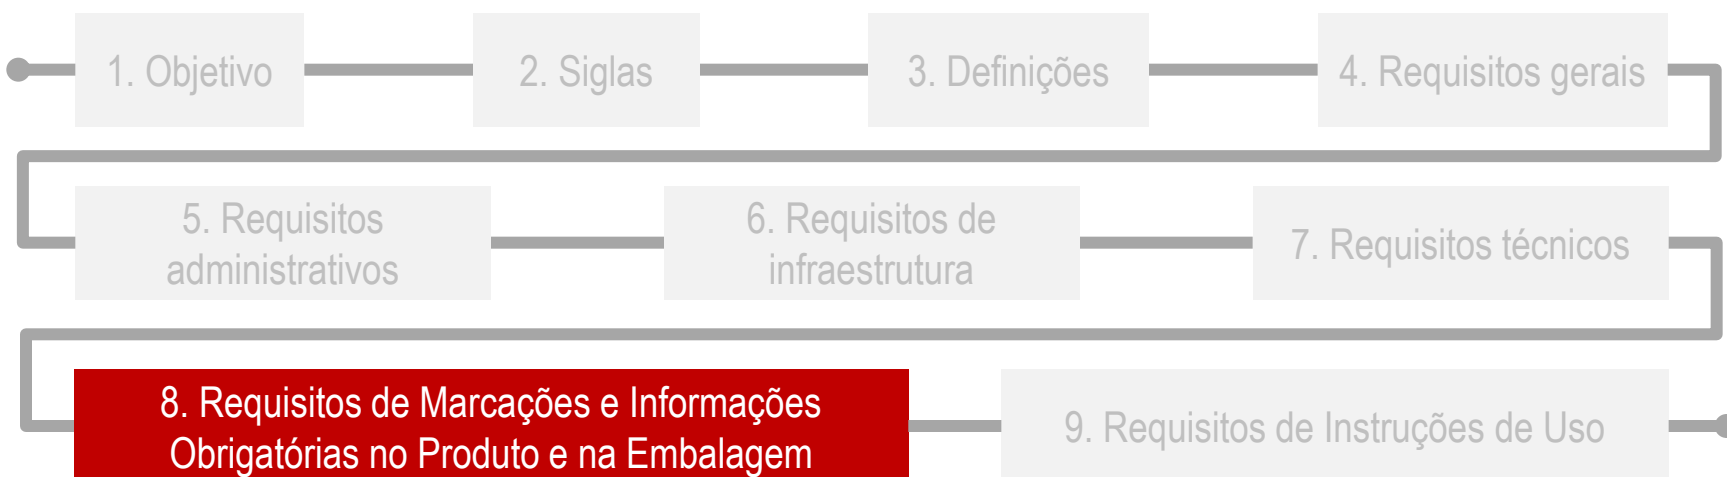 1. Objetivo
2. Siglas
3. Definições
4. Requisitos gerais
5. Requisitos
administrativos
6. Requisitos de
infraestrutura
7. Requisitos técnicos
8. Requisitos de Marcações e Informações
Obrigatórias no Produto e na Embalagem
9. Requisitos de Instruções de Uso